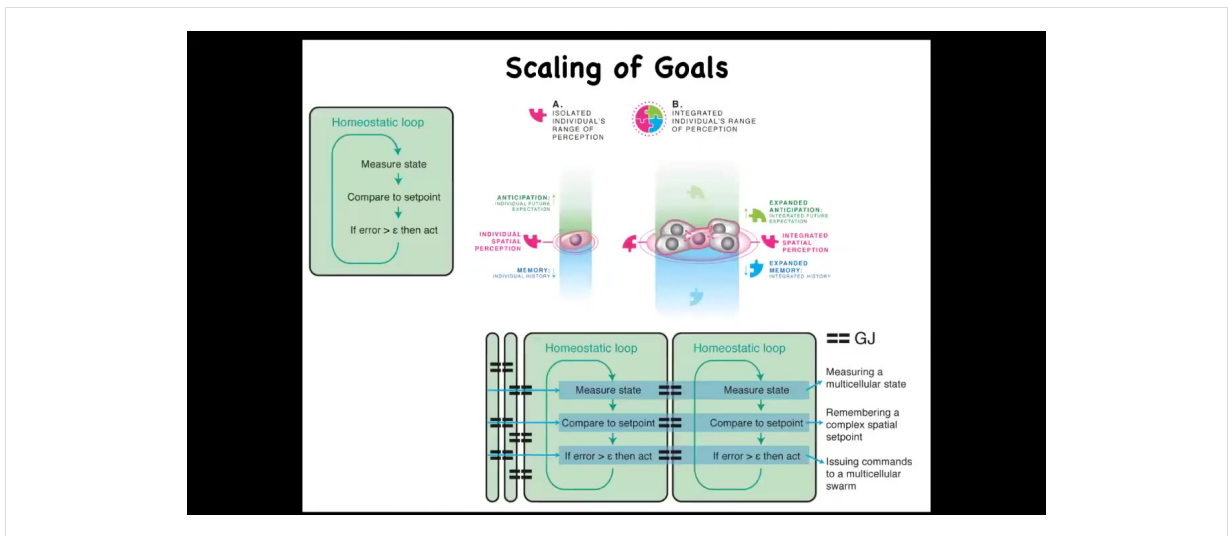 Scaling of Goals
Homeostatic loop
Measure state
Compare to setpoint
If error > ε then act
A.
ISOLATED
INDIVIDUAL'S
RANGE OF
PERCEPTION
B.
INTEGRATED
INDIVIDUAL'S RANGE
OF PERCEPTION
ANTICIPATION:
INDIVIDUAL FUTURE
EXPECTATION
INDIVIDUAL
SPATIAL
PERCEPTION
MEMORY:
INDIVIDUAL HISTORY
EXPANDED
ANTICIPATION:
INTEGRATED FUTURE
EXPECTATION
INTEGRATED
SPATIAL
PERCEPTION
EXPANDED
MEMORY:
INTEGRATED HISTORY
Homeostatic loop
Measure state
Compare to setpoint
If error > ε then act
Homeostatic loop
Measure state
Compare to setpoint
If error > ε then act
GJ
Measuring a
multicellular state
Remembering a
complex spatial
setpoint
Issuing commands
to a multicellular
swarm